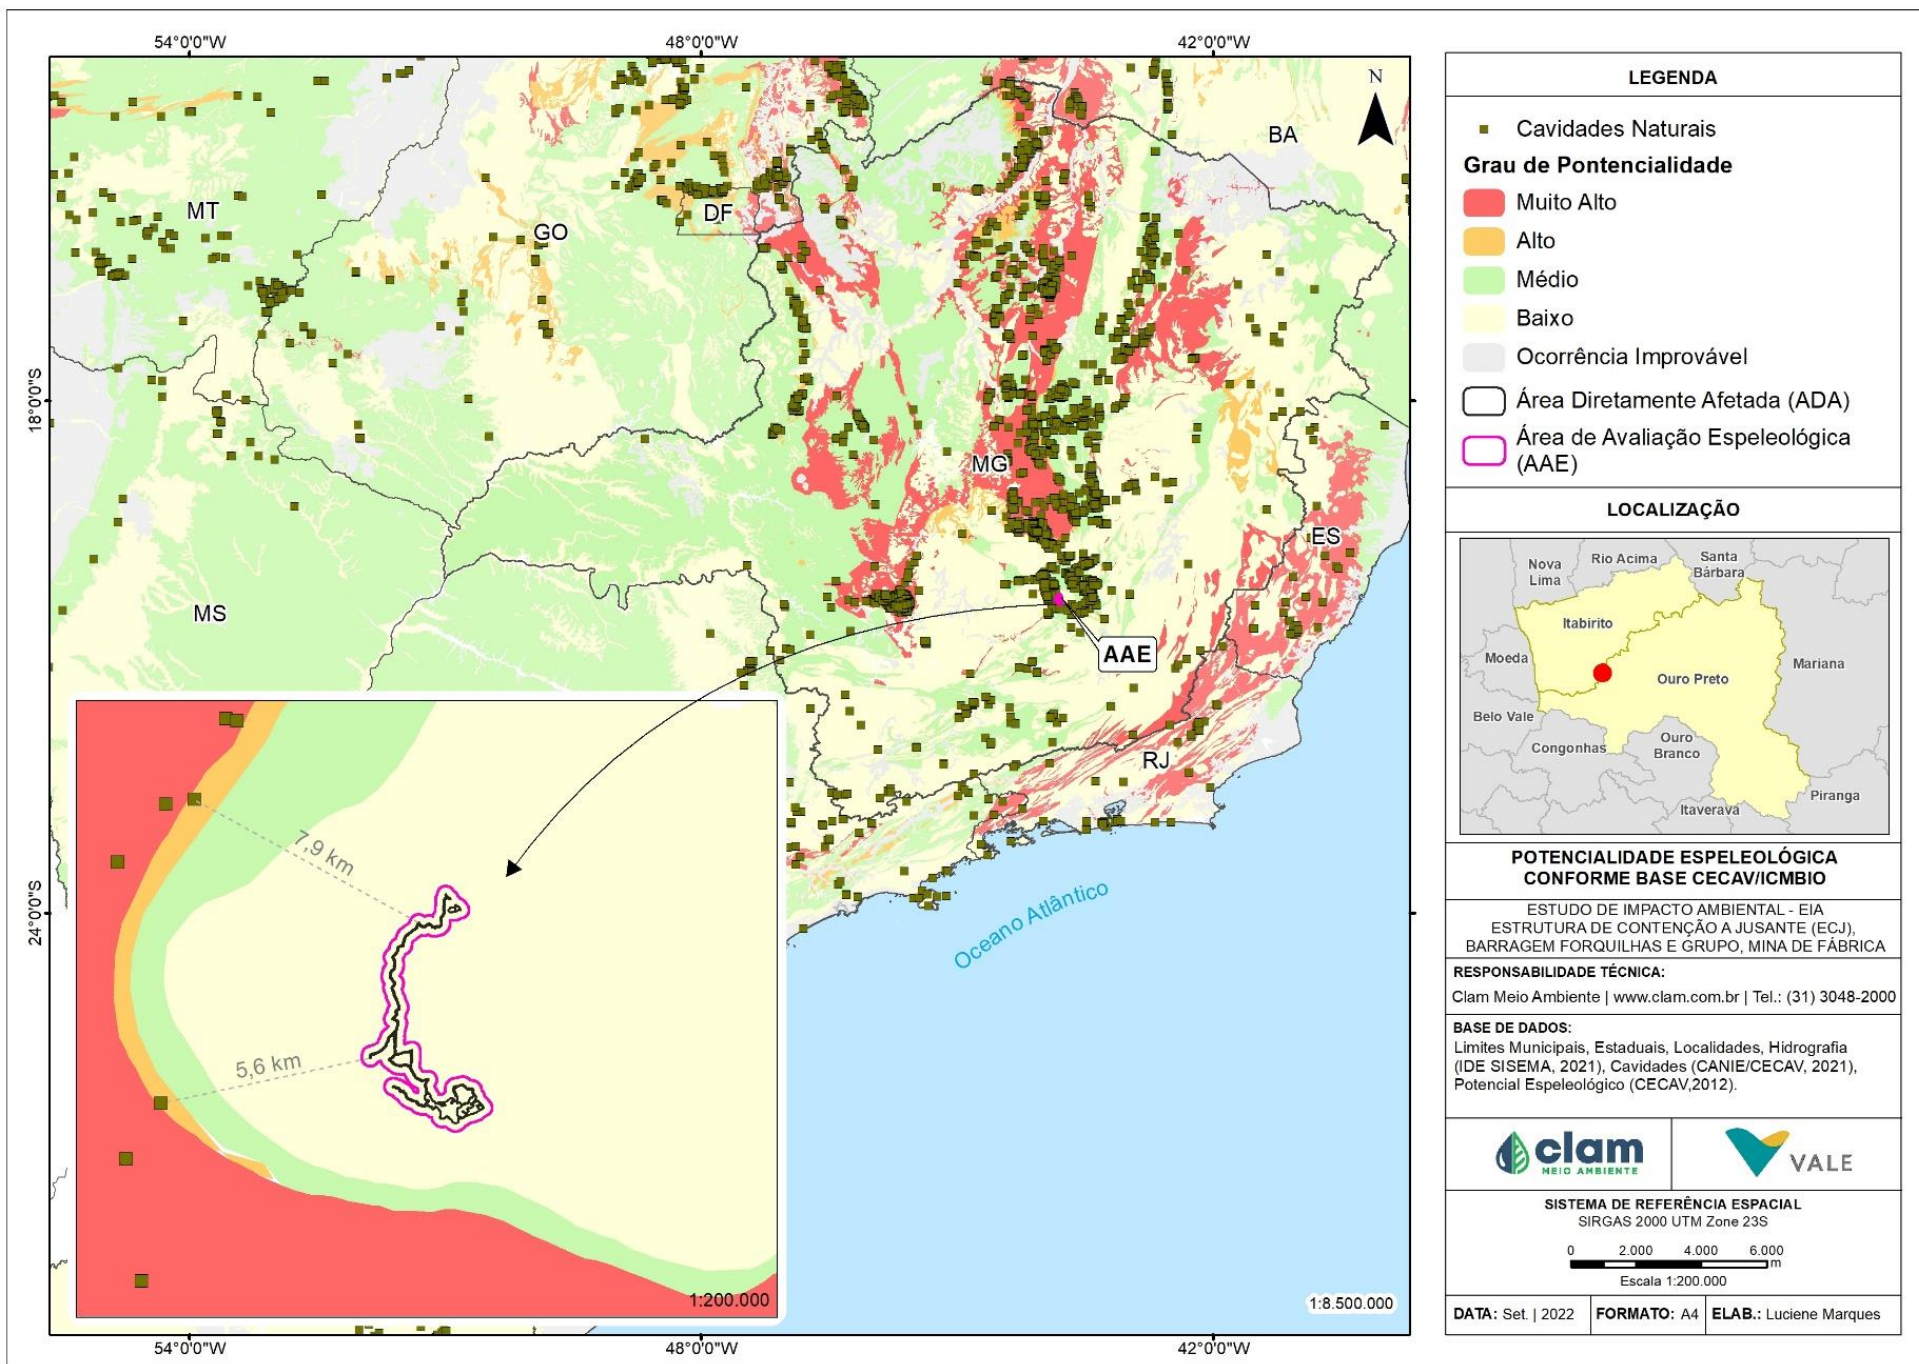 54°0'0"W
48°0'0"W
42°0'0"W
18°0'0"S
24°0'0"S
N
BA
MT
GO
DF
MG
ES
MS
RJ
AAE
Oceano Atlântico
7,9 km
5,6 km
1:200.000
1:8.500.000
54°0'0"W
48°0'0"W
42°0'0"W
LEGENDA
Cavidades Naturais
Grau de Pontencialidade
Muito Alto
Alto
Médio
Baixo
Ocorrência Improvável
Área Diretamente Afetada (ADA)
Área de Avaliação Espeleológica
(AAE)
LOCALIZAÇÃO
Nova
Lima
Rio Acima
Santa
Bárbara
Itabirito
Moeda
Mariana
Ouro Preto
Belo Vale
Congonhas
Ouro
Branco
Piranga
Itaverava
POTENCIALIDADE ESPELEOLÓGICA
CONFORME BASE CECAV/ICMBIO
ESTUDO DE IMPACTO AMBIENTAL - EIA
ESTRUTURA DE CONTENÇÃO A JUSANTE (ECJ),
BARRAGEM FORQUILHAS E GRUPO, MINA DE FÁBRICA
RESPONSABILIDADE TÉCNICA:
Clam Meio Ambiente | www.clam.com.br | Tel.: (31) 3048-2000
BASE DE DADOS:
Limites Municipais, Estaduais, Localidades, Hidrografia
(IDE SISEMA, 2021), Cavidades (CANIE/CECAV, 2021),
Potencial Espeleológico (CECAV,2012).
clam
MEIO AMBIENTE
VALE
SISTEMA DE REFERÊNCIA ESPACIAL
SIRGAS 2000 UTM Zone 23S
0 2.000 4.000 6.000
m
Escala 1:200.000
DATA: Set. | 2022 FORMATO: A4 ELAB.: Luciene Marques